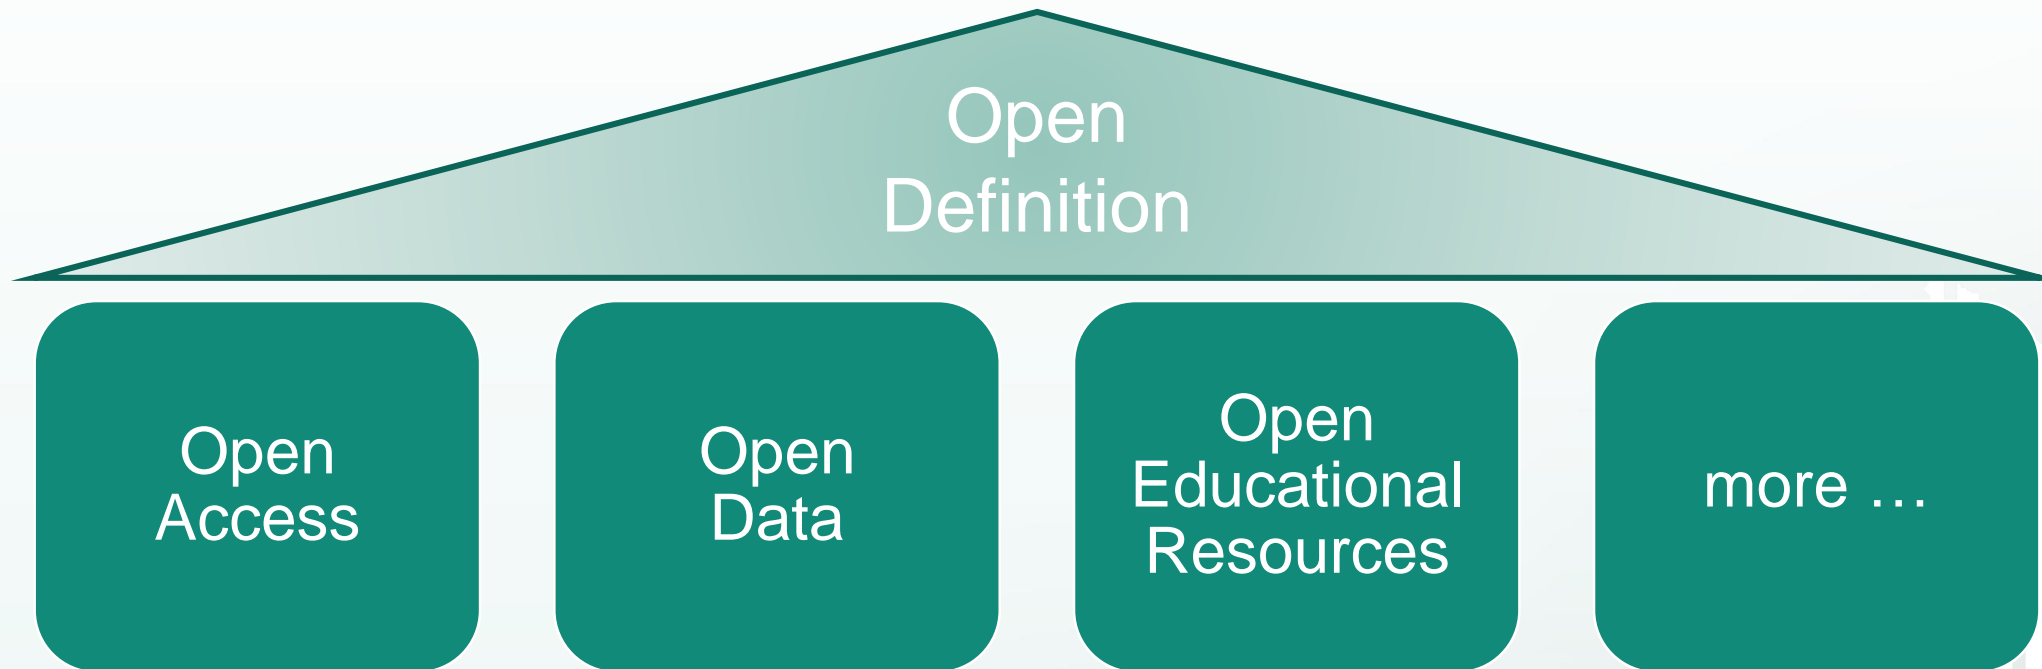 Open
Definition
Open
Access
Open
Data
Open
Educational
Resources
more …